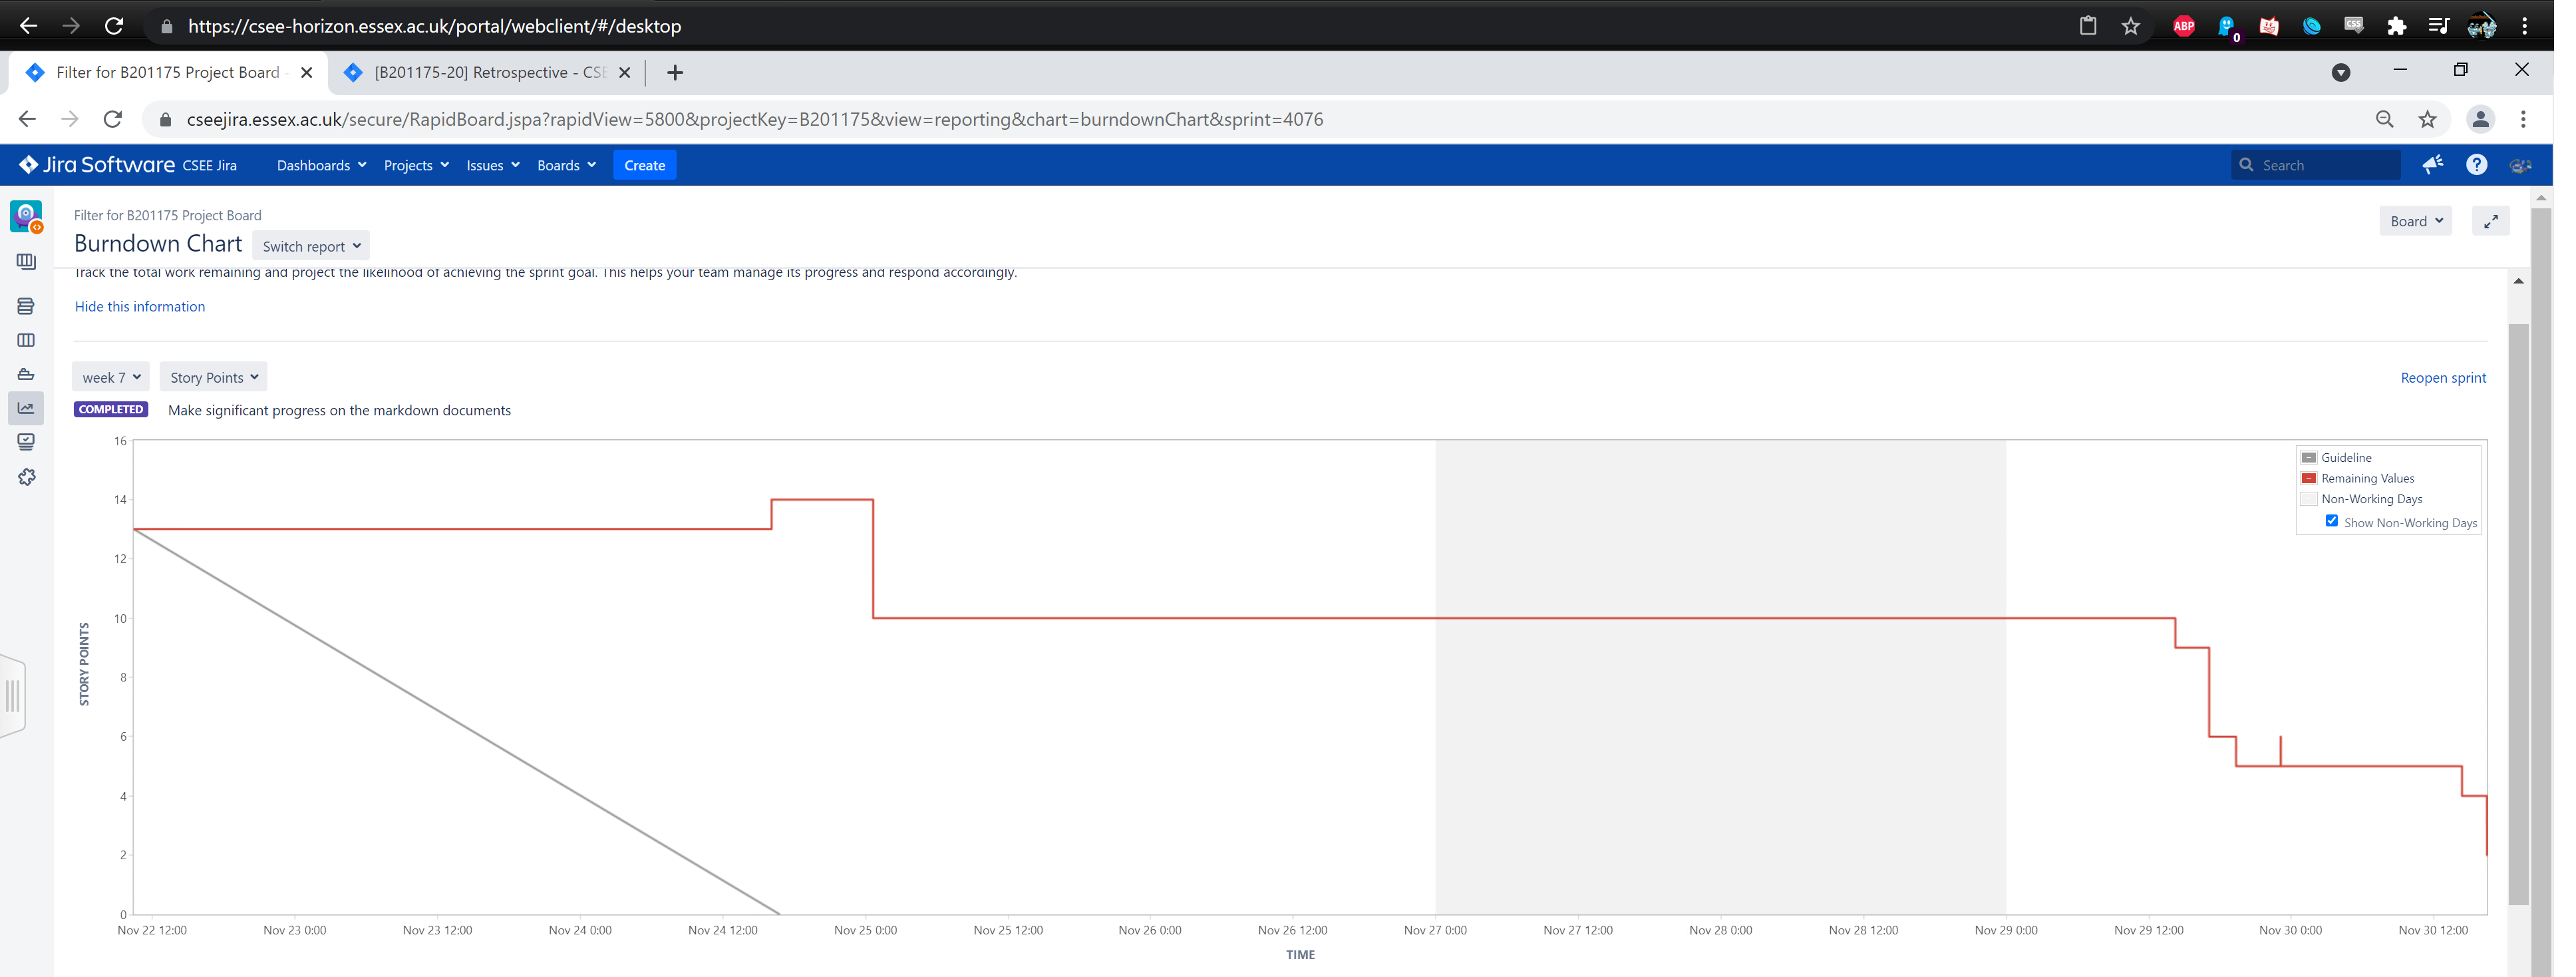 https://csee-horizon.essex.ac.uk/portal/webclient/#/desktop
ABP
0
CSS
Filter for B201175 Project Board -
[B201175-20] Retrospective - CSE
cseejira.essex.ac.uk/secure/RapidBoard.jspa?rapidView=5800&projectKey=B201175&view=reporting&chart=burndownChart&sprint=4076
Jira Software CSEE Jira Dashboards Projects Issues Boards Create Search
Filter for B201175 Project Board
Burndown Chart Switch report
Board
Track the total work remaining and project the likelihood of achieving the sprint goal. This helps your team manage its progress and respond accordingly.
Hide this information
week 7 Story Points Reopen sprint
COMPLETED Make significant progress on the markdown documents
16
14
12
10
8
6
4
2
0
STORY POINTS
Guideline
Remaining Values
Non-Working Days
Show Non-Working Days
Nov 22 12:00 Nov 23 0:00 Nov 23 12:00 Nov 24 0:00 Nov 24 12:00 Nov 25 0:00 Nov 25 12:00 Nov 26 0:00 Nov 26 12:00 Nov 27 0:00 Nov 27 12:00 Nov 28 0:00 Nov 28 12:00 Nov 29 0:00 Nov 29 12:00 Nov 30 0:00 Nov 30 12:00
TIME